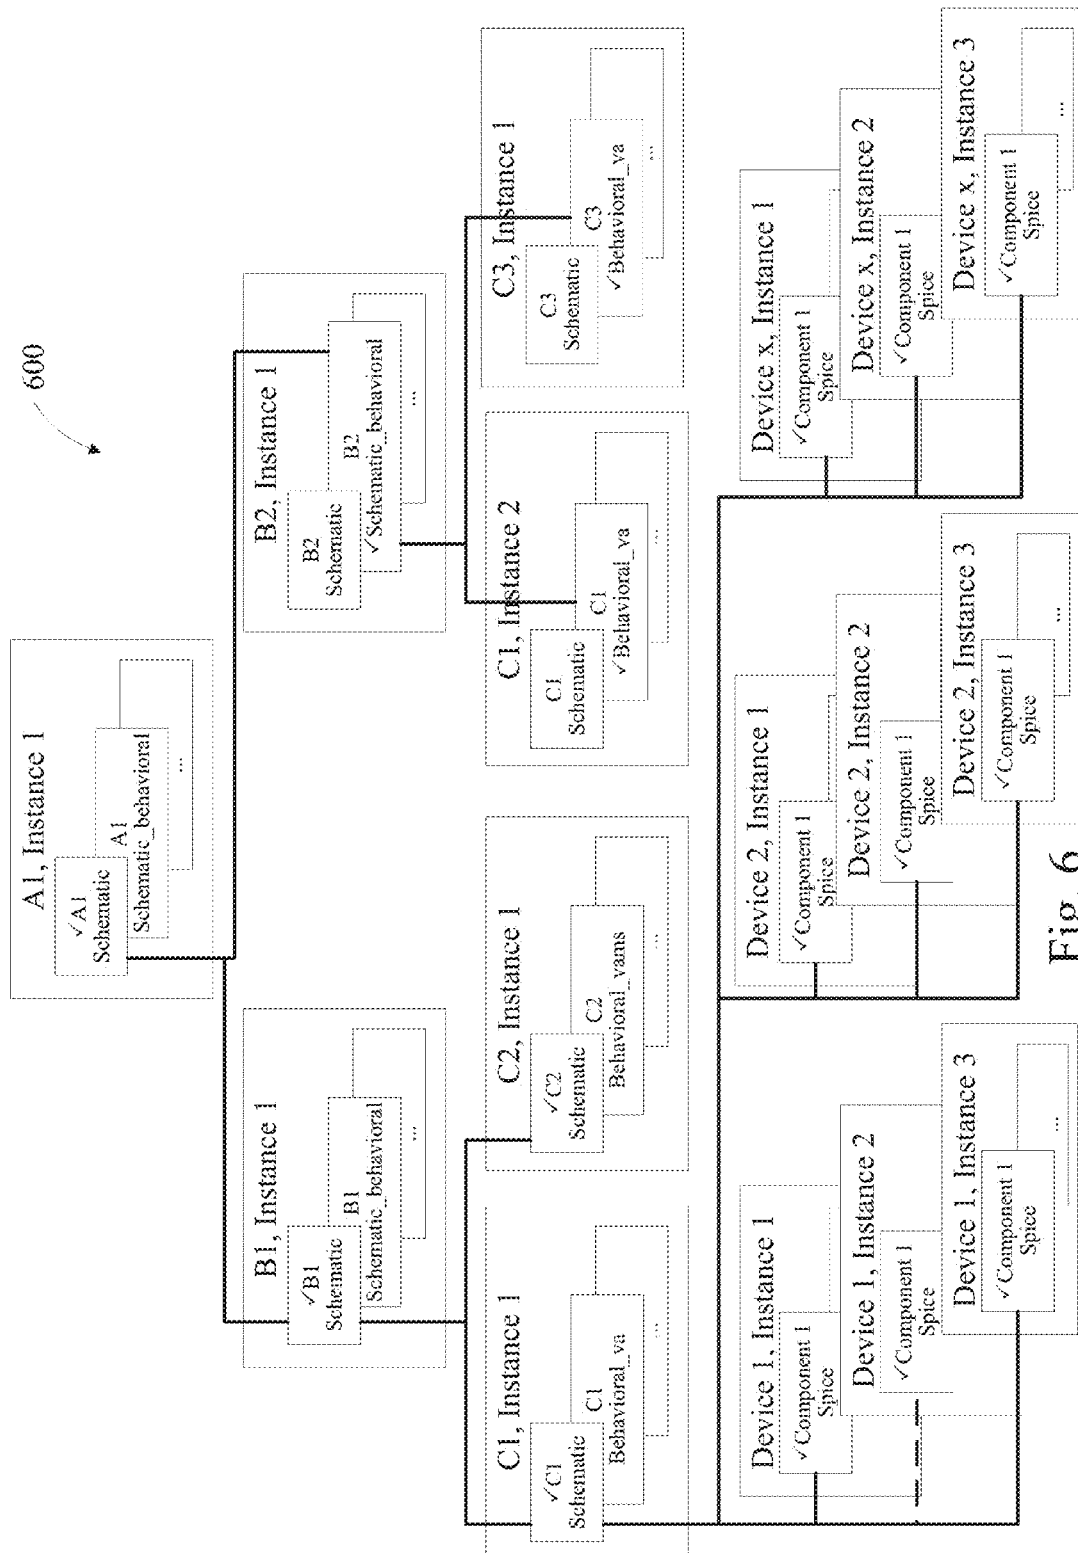 600
A1, Instance 1
✓A1
Schematic
A1
Schematic_behavioral
...
B1, Instance 1
✓B1
Schematic
B1
Schematic_behavioral
...
B2, Instance 1
B2
Schematic
B2
✓Schematic_behavioral
...
C1, Instance 1
✓C1
Schematic
C1
Behavioral_va
...
C2, Instance 1
✓C2
Schematic
C2
Behavioral_vams
...
C1, Instance 2
C1
Schematic
C1
✓Behavioral_va
...
C3, Instance 1
C3
Schematic
C3
✓Behavioral_va
...
Device 1, Instance 1
✓Component 1
Spice
Device 1, Instance 2
✓Component 1
Spice
Device 1, Instance 3
✓Component 1
Spice
...
Device 2, Instance 1
✓Component 1
Spice
Device 2, Instance 2
✓Component 1
Spice
Device 2, Instance 3
✓Component 1
Spice
...
Device x, Instance 1
✓Component 1
Spice
Device x, Instance 2
✓Component 1
Spice
Device x, Instance 3
✓Component 1
Spice
...
Fig. 6